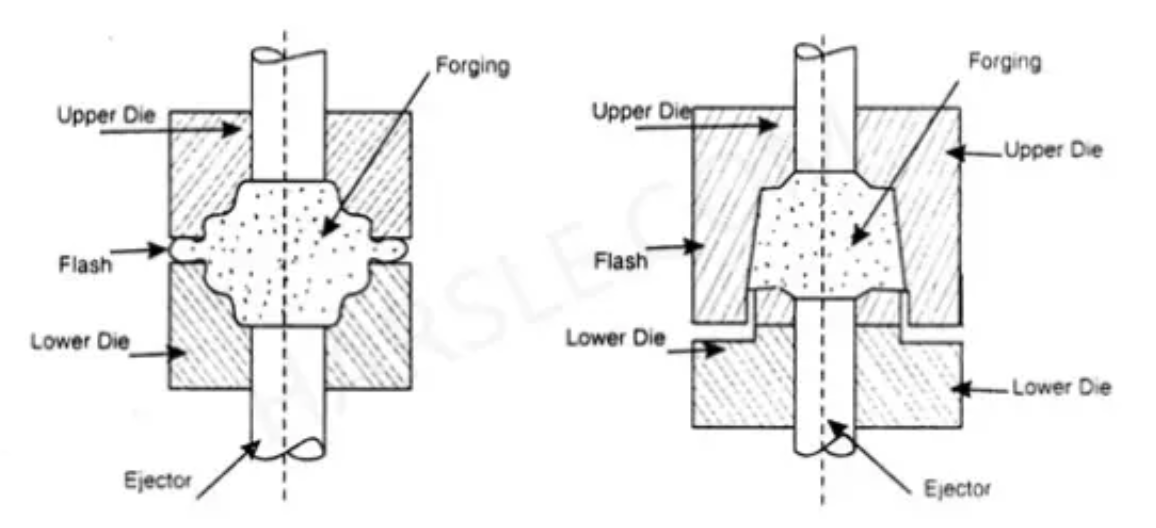 Forging
Upper Die
Flash
Lower Die
Ejector
Forging
Upper Die
Upper Die
Flash
Lower Die
Lower Die
Ejector